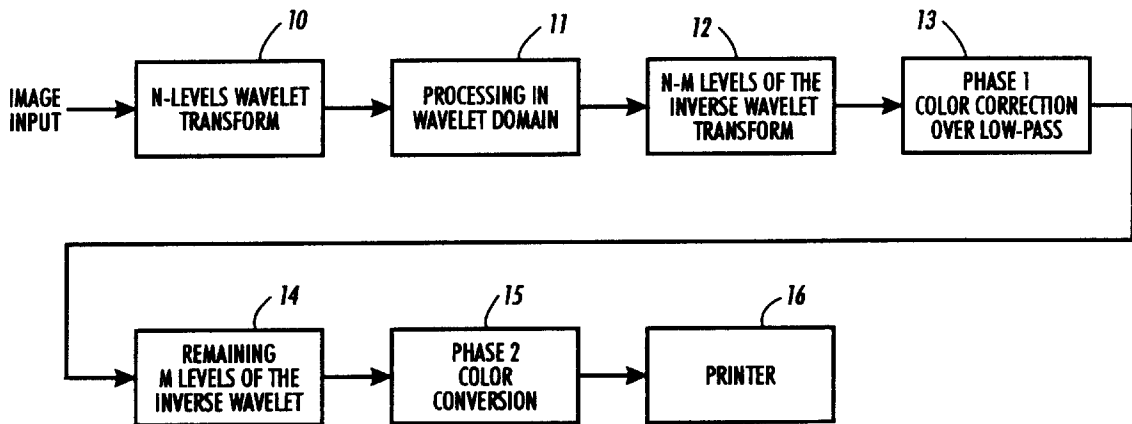 10
11
12
13
IMAGE
INPUT
N-LEVELS WAVELET
TRANSFORM
PROCESSING IN
WAVELET DOMAIN
N-M LEVELS OF THE
INVERSE WAVELET
TRANSFORM
PHASE 1
COLOR CORRECTION
OVER LOW-PASS
14
15
16
REMAINING
M LEVELS OF THE
INVERSE WAVELET
PHASE 2
COLOR
CONVERSION
PRINTER